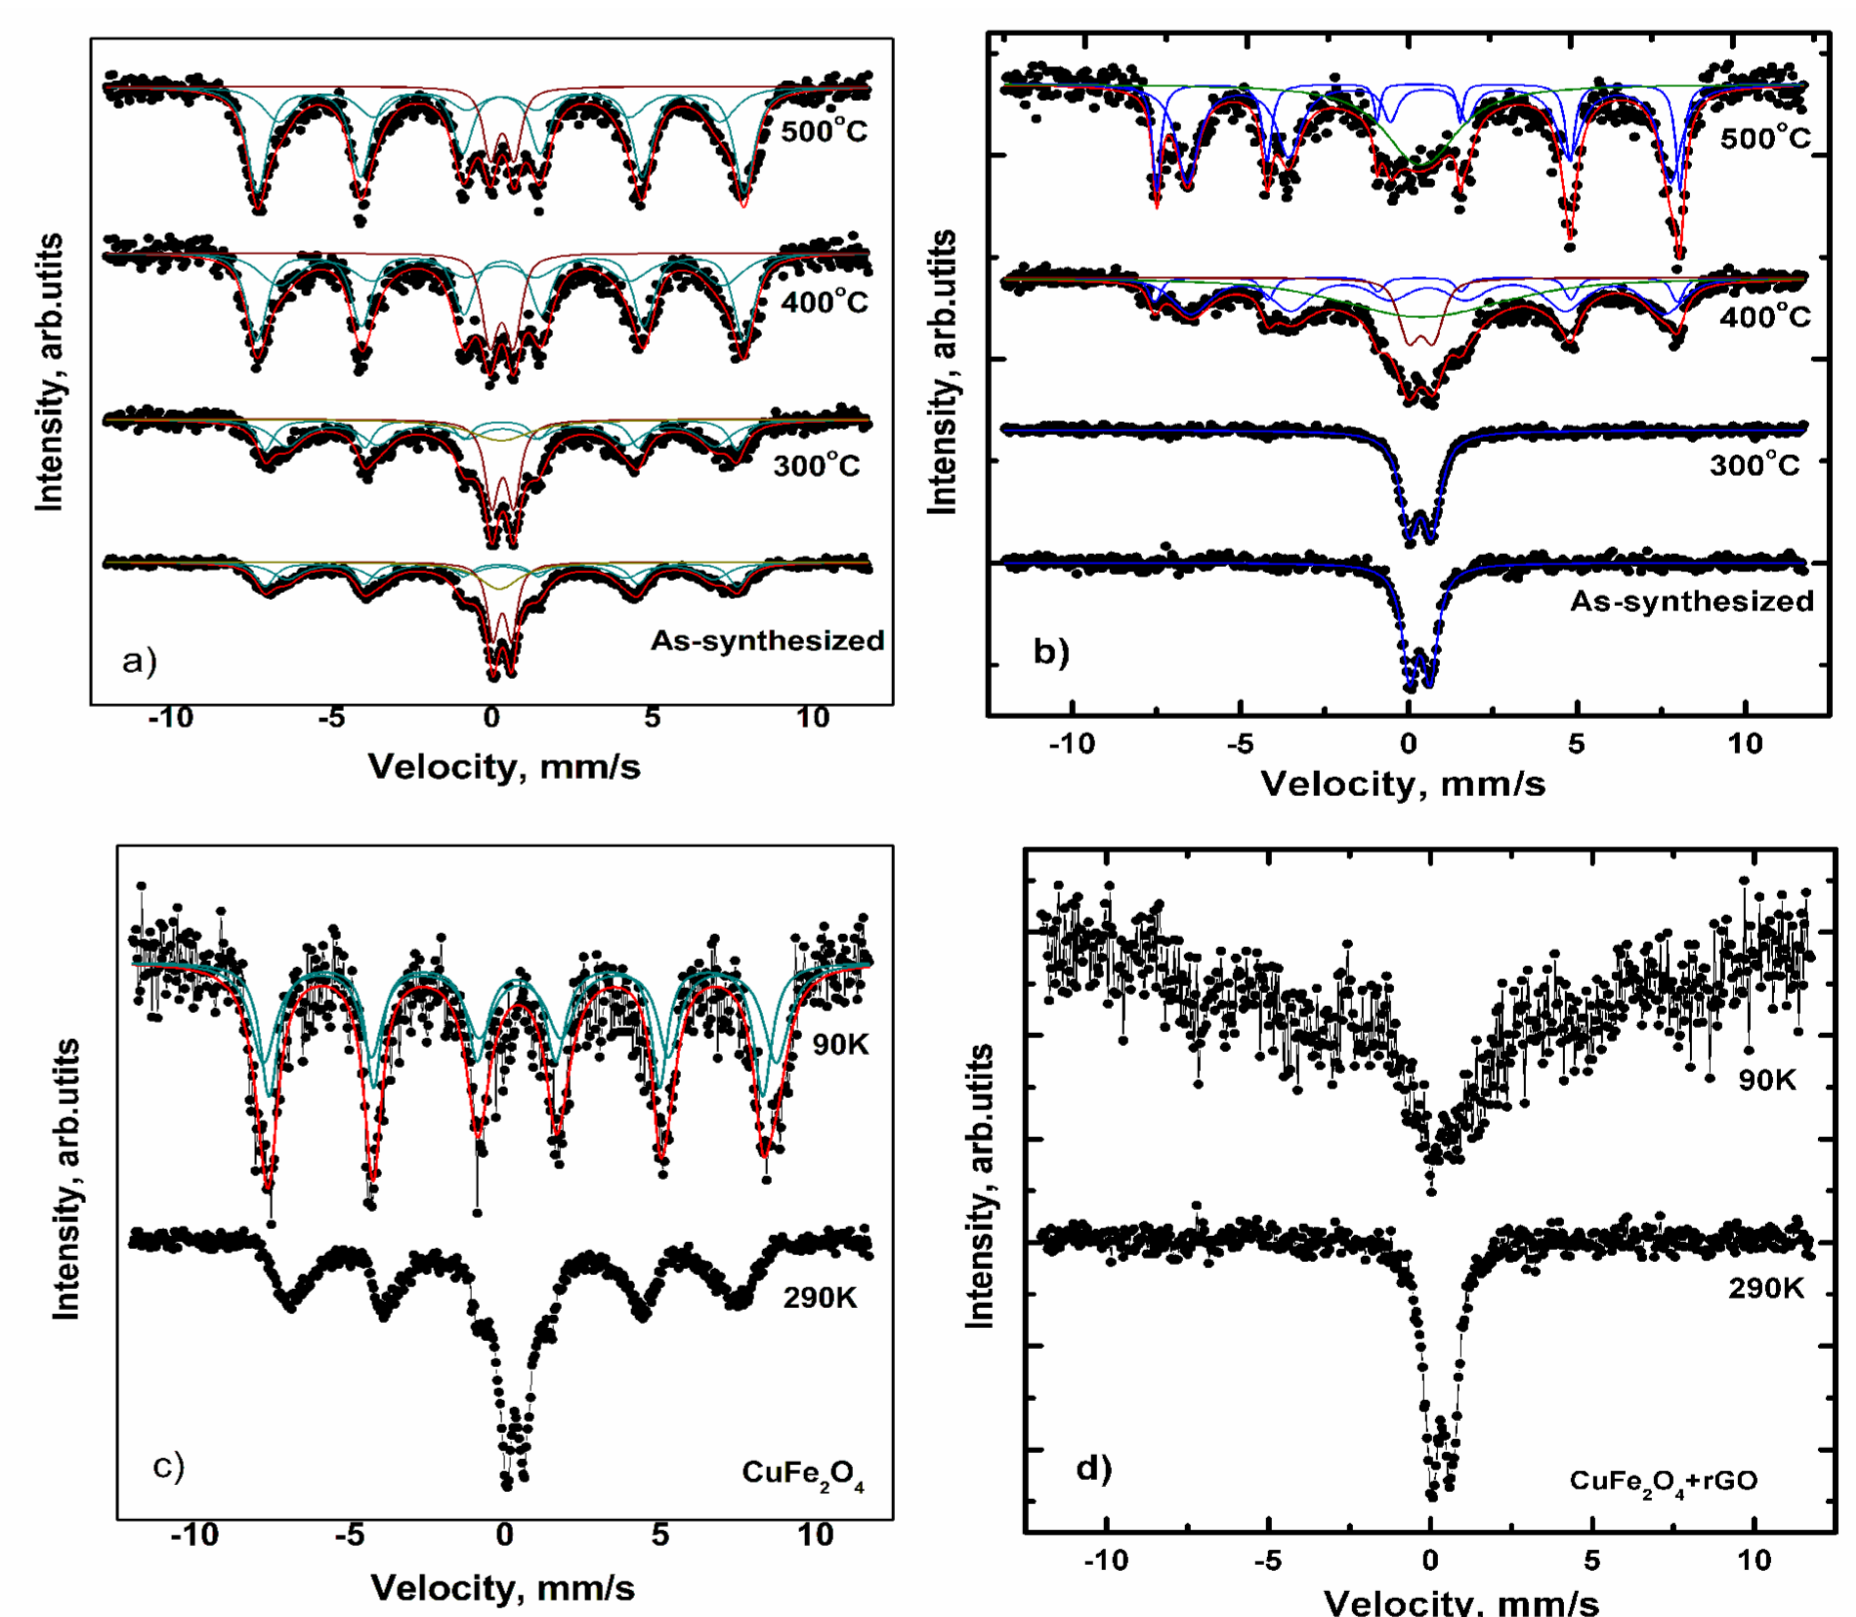 Intensity, arb.utits
500°C
400°C
300°C
As-synthesized
a)
-10 -5 0 5 10
Velocity, mm/s
Intensity, arb.utits
500°C
400°C
300°C
As-synthesized
b)
-10 -5 0 5 10
Velocity, mm/s
Intensity, arb.utits
90K
290K
c)
CuFe2O4
-10 -5 0 5 10
Velocity, mm/s
Intensity, arb.utits
90K
290K
d)
CuFe2O4+rGO
-10 -5 0 5 10
Velocity, mm/s